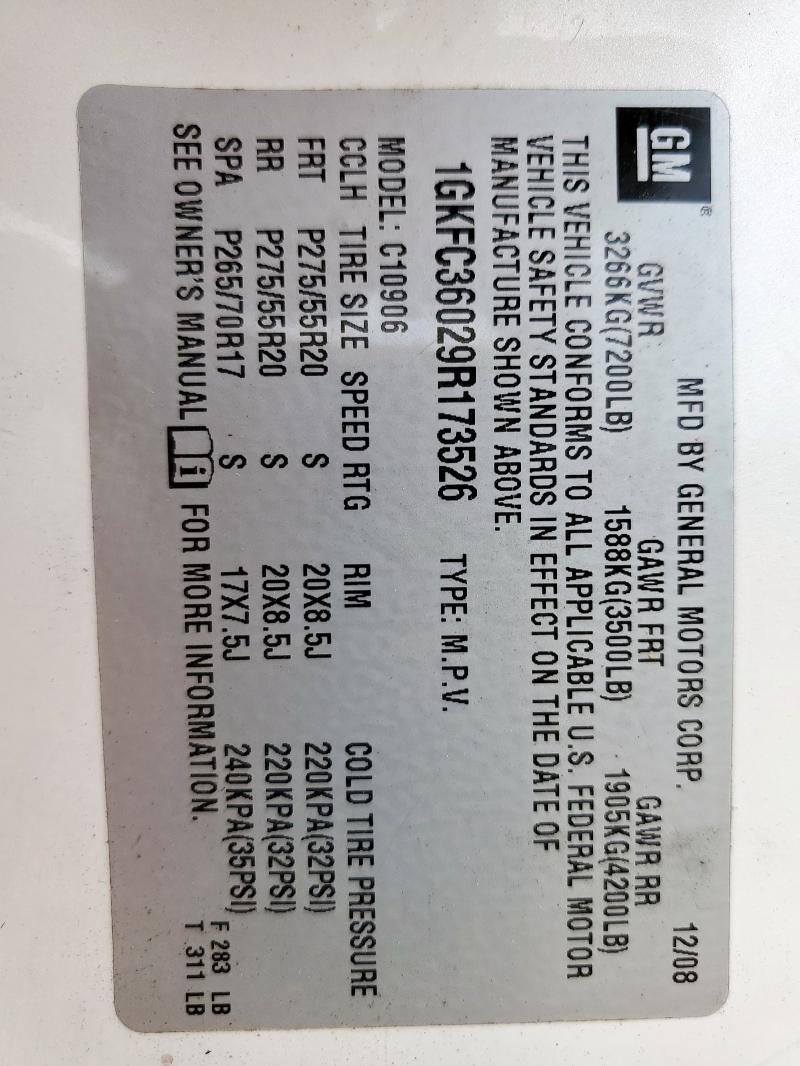 GM®
MFD BY GENERAL MOTORS CORP. 12/08
GVWR GAWR FRT GAWR RR
3266KG(7200LB) 1588KG(3500LB) 1905KG(4200LB)
THIS VEHICLE CONFORMS TO ALL APPLICABLE U.S. FEDERAL MOTOR
VEHICLE SAFETY STANDARDS IN EFFECT ON THE DATE OF
MANUFACTURE SHOWN ABOVE.
1GKFC36029R173526 TYPE: M.P.V.
MODEL: C10906
CCLH TIRE SIZE SPEED RTG RIM COLD TIRE PRESSURE
FRT P275/55R20 S 20X8.5J 220KPA(32PSI)
RR P275/55R20 S 20X8.5J 220KPA(32PSI)
SPA P265/70R17 S 17X7.5J 240KPA(35PSI)
SEE OWNER'S MANUAL i FOR MORE INFORMATION.
F 283 LB
T 311 LB